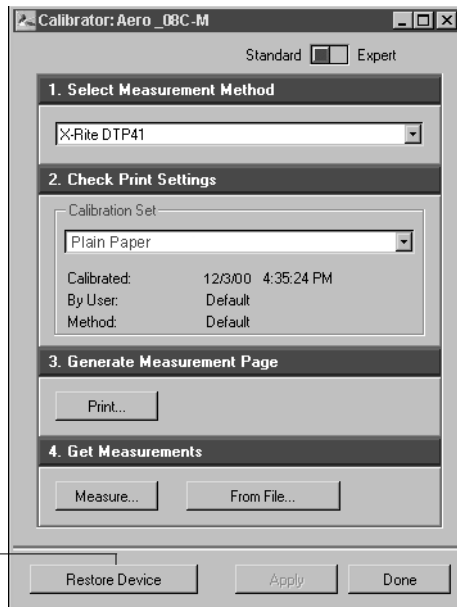 Calibrator: Aero _08C-M
Standard Expert
1. Select Measurement Method
X-Rite DTP41
2. Check Print Settings
Calibration Set
Plain Paper
Calibrated: 12/3/00 4:35:24 PM
By User: Default
Method: Default
3. Generate Measurement Page
Print...
4. Get Measurements
Measure... From File...
Restore Device Apply Done